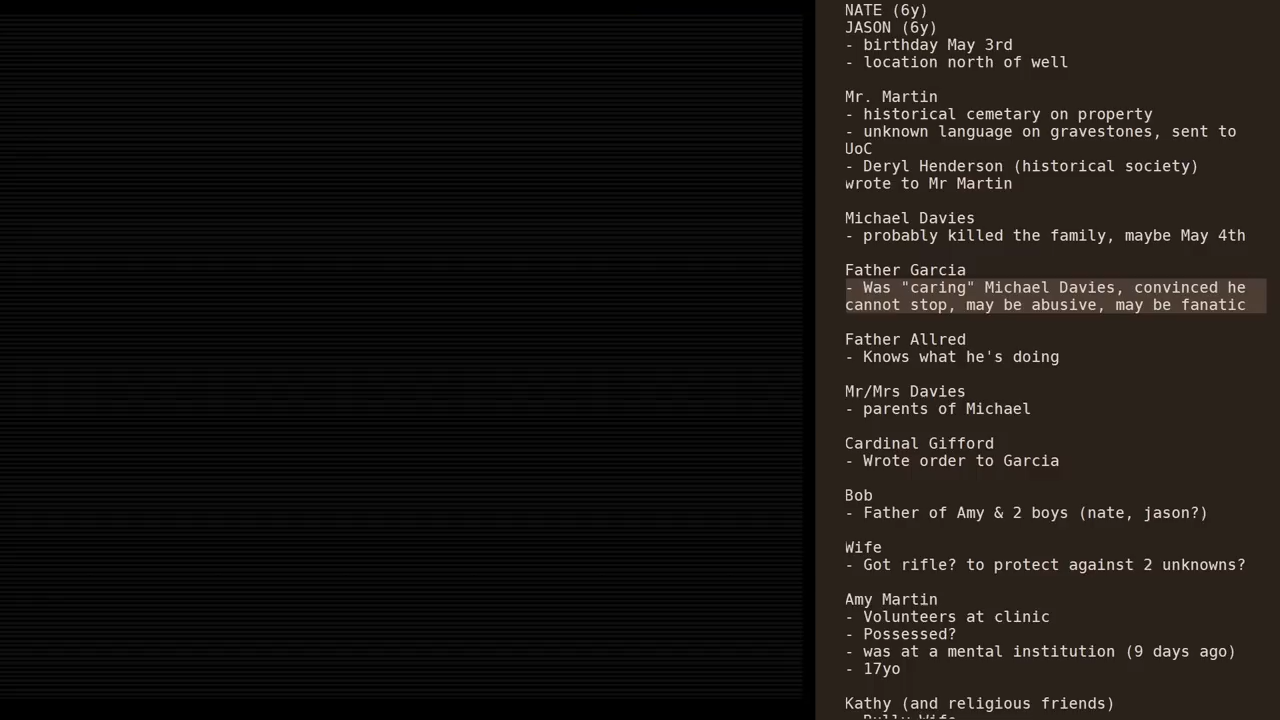 NATE (6y)
JASON (6y)
- birthday May 3rd
- location north of well
Mr. Martin
- historical cemetary on property
- unknown language on gravestones, sent to
UoC
- Deryl Henderson (historical society)
wrote to Mr Martin
Michael Davies
- probably killed the family, maybe May 4th
Father Garcia
- Was "caring" Michael Davies, convinced he
cannot stop, may be abusive, may be fanatic
Father Allred
- Knows what he's doing
Mr/Mrs Davies
- parents of Michael
Cardinal Gifford
- Wrote order to Garcia
Bob
- Father of Amy & 2 boys (nate, jason?)
Wife
- Got rifle? to protect against 2 unknowns?
Amy Martin
- Volunteers at clinic
- Possessed?
- was at a mental institution (9 days ago)
- 17yo
Kathy (and religious friends)